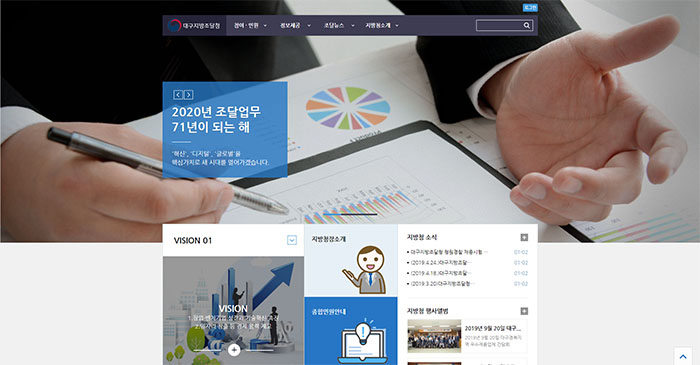 로그인
대구지방조달청 참여·민원 정보제공 조달뉴스 지방청소개
2020년 조달업무
71년이 되는 해
'혁신', '디지털', '글로벌'을
핵심가치로 새 시대를 열어가겠습니다.
VISION 01
지방청장소개
지방청 소식
대구지방조달청 청원경찰 채용시험 ··· 01-02
(2019.4.24.)대구지방조달··· 01-02
(2019.4.18.)대구지방조달··· 01-02
(2019.3.20)대구지방조달청··· 01-02
VISION
종합민원안내
지방청 행사앨범
2019년 9월 20일 대구...
2019년 9월 20일 대구경북지
역 우수제품업체 간담회